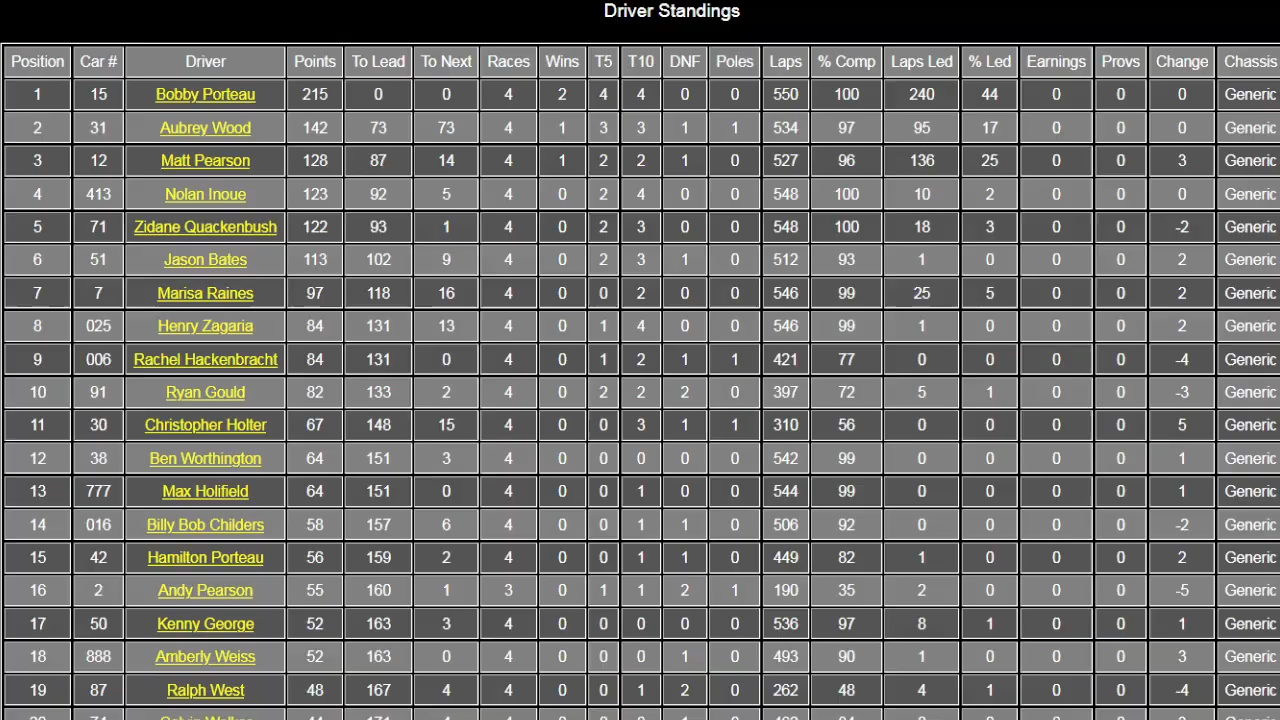 Driver Standings
Position Car # Driver Points To Lead To Next Races Wins T5 T10 DNF Poles Laps % Comp Laps Led % Led Earnings Provs Change Chassis
1 15 Bobby Porteau 215 0 0 4 2 4 4 0 0 550 100 240 44 0 0 0 Generic
2 31 Aubrey Wood 142 73 73 4 1 3 3 1 1 534 97 95 17 0 0 0 Generic
3 12 Matt Pearson 128 87 14 4 1 2 2 1 0 527 96 136 25 0 0 3 Generic
4 413 Nolan Inoue 123 92 5 4 0 2 4 0 0 548 100 10 2 0 0 0 Generic
5 71 Zidane Quackenbush 122 93 1 4 0 2 3 0 0 548 100 18 3 0 0 -2 Generic
6 51 Jason Bates 113 102 9 4 0 2 3 1 0 512 93 1 0 0 0 2 Generic
7 7 Marisa Raines 97 118 16 4 0 0 2 0 0 546 99 25 5 0 0 2 Generic
8 025 Henry Zagaria 84 131 13 4 0 1 4 0 0 546 99 1 0 0 0 2 Generic
9 006 Rachel Hackenbracht 84 131 0 4 0 1 2 1 1 421 77 0 0 0 0 -4 Generic
10 91 Ryan Gould 82 133 2 4 0 2 2 2 0 397 72 5 1 0 0 -3 Generic
11 30 Christopher Holter 67 148 15 4 0 0 3 1 1 310 56 0 0 0 0 5 Generic
12 38 Ben Worthington 64 151 3 4 0 0 0 0 0 542 99 0 0 0 0 1 Generic
13 777 Max Holifield 64 151 0 4 0 0 1 0 0 544 99 0 0 0 0 1 Generic
14 016 Billy Bob Childers 58 157 6 4 0 0 1 1 0 506 92 0 0 0 0 -2 Generic
15 42 Hamilton Porteau 56 159 2 4 0 0 1 1 0 449 82 1 0 0 0 2 Generic
16 2 Andy Pearson 55 160 1 3 0 1 1 2 1 190 35 2 0 0 0 -5 Generic
17 50 Kenny George 52 163 3 4 0 0 0 0 0 536 97 8 1 0 0 1 Generic
18 888 Amberly Weiss 52 163 0 4 0 0 0 1 0 493 90 1 0 0 0 3 Generic
19 87 Ralph West 48 167 4 4 0 0 1 2 0 262 48 4 1 0 0 -4 Generic